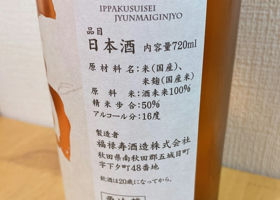 IPPAKUSUISEI
JYUNMAIGINJYO
品目
日本酒 内容量720ml
原材料名:米(国産)、
米麹(国産米)
原料米:酒未来100%
精米歩合:50%
アルコール分:16度
製造者
福禄寿酒造株式会社
秋田県南秋田郡五城目町
字下タ町48番地
飲酒は20歳になってから。